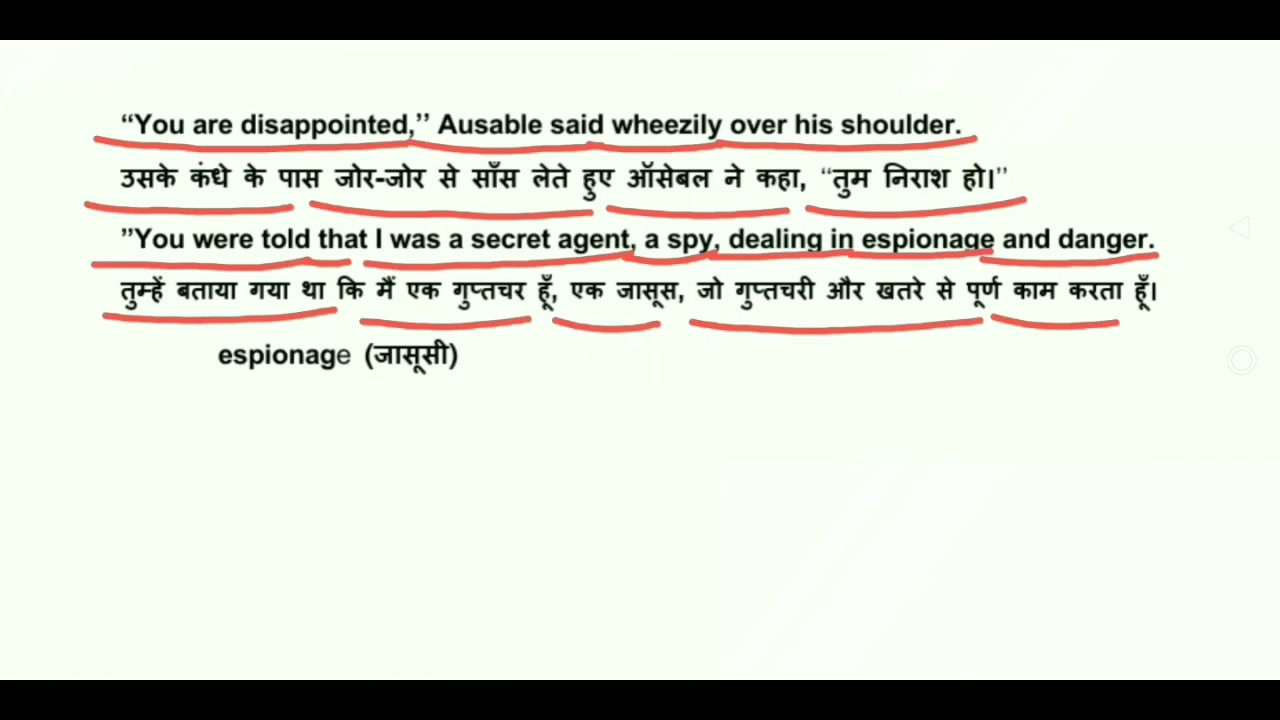 “You are disappointed,’’ Ausable said wheezily over his shoulder.
उसके कंधे के पास जोर-जोर से साँस लेते हुए ऑसेबल ने कहा, ‘‘तुम निराश हो।’’
”You were told that I was a secret agent, a spy, dealing in espionage and danger.
तुम्हें बताया गया था कि मैं एक गुप्तचर हूँ, एक जासूस, जो गुप्तचरी और खतरे से पूर्ण काम करता हूँ।
espionage (जासूसी)